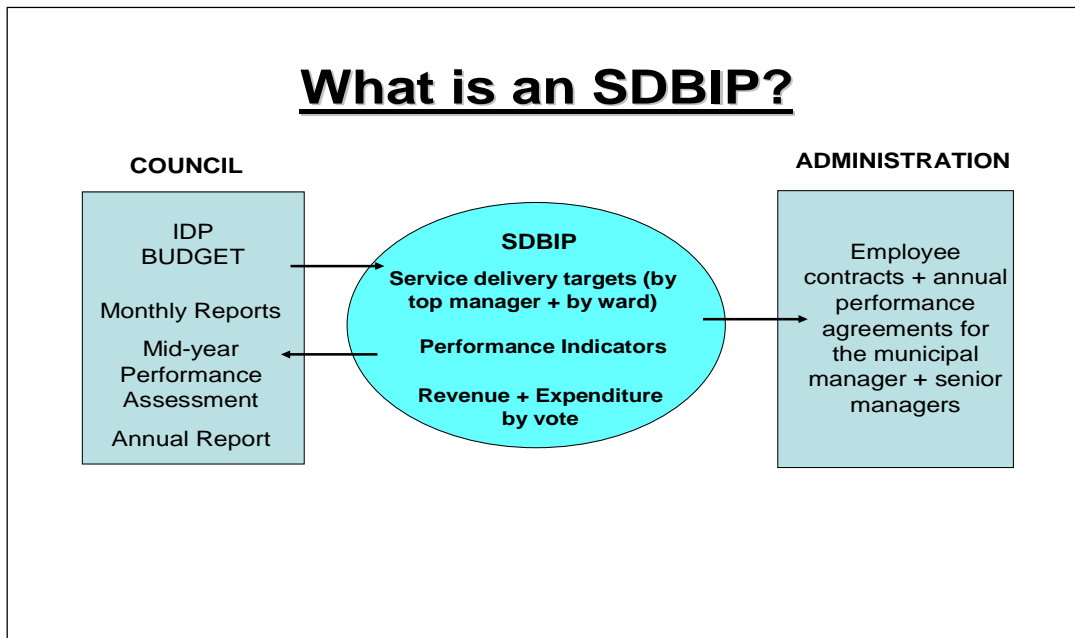 What is an SDBIP?
COUNCIL
IDP
BUDGET
Monthly Reports
Mid-year
Performance
Assessment
Annual Report
SDBIP
Service delivery targets (by
top manager + by ward)
Performance Indicators
Revenue + Expenditure
by vote
ADMINISTRATION
Employee
contracts + annual
performance
agreements for
the municipal
manager + senior
managers